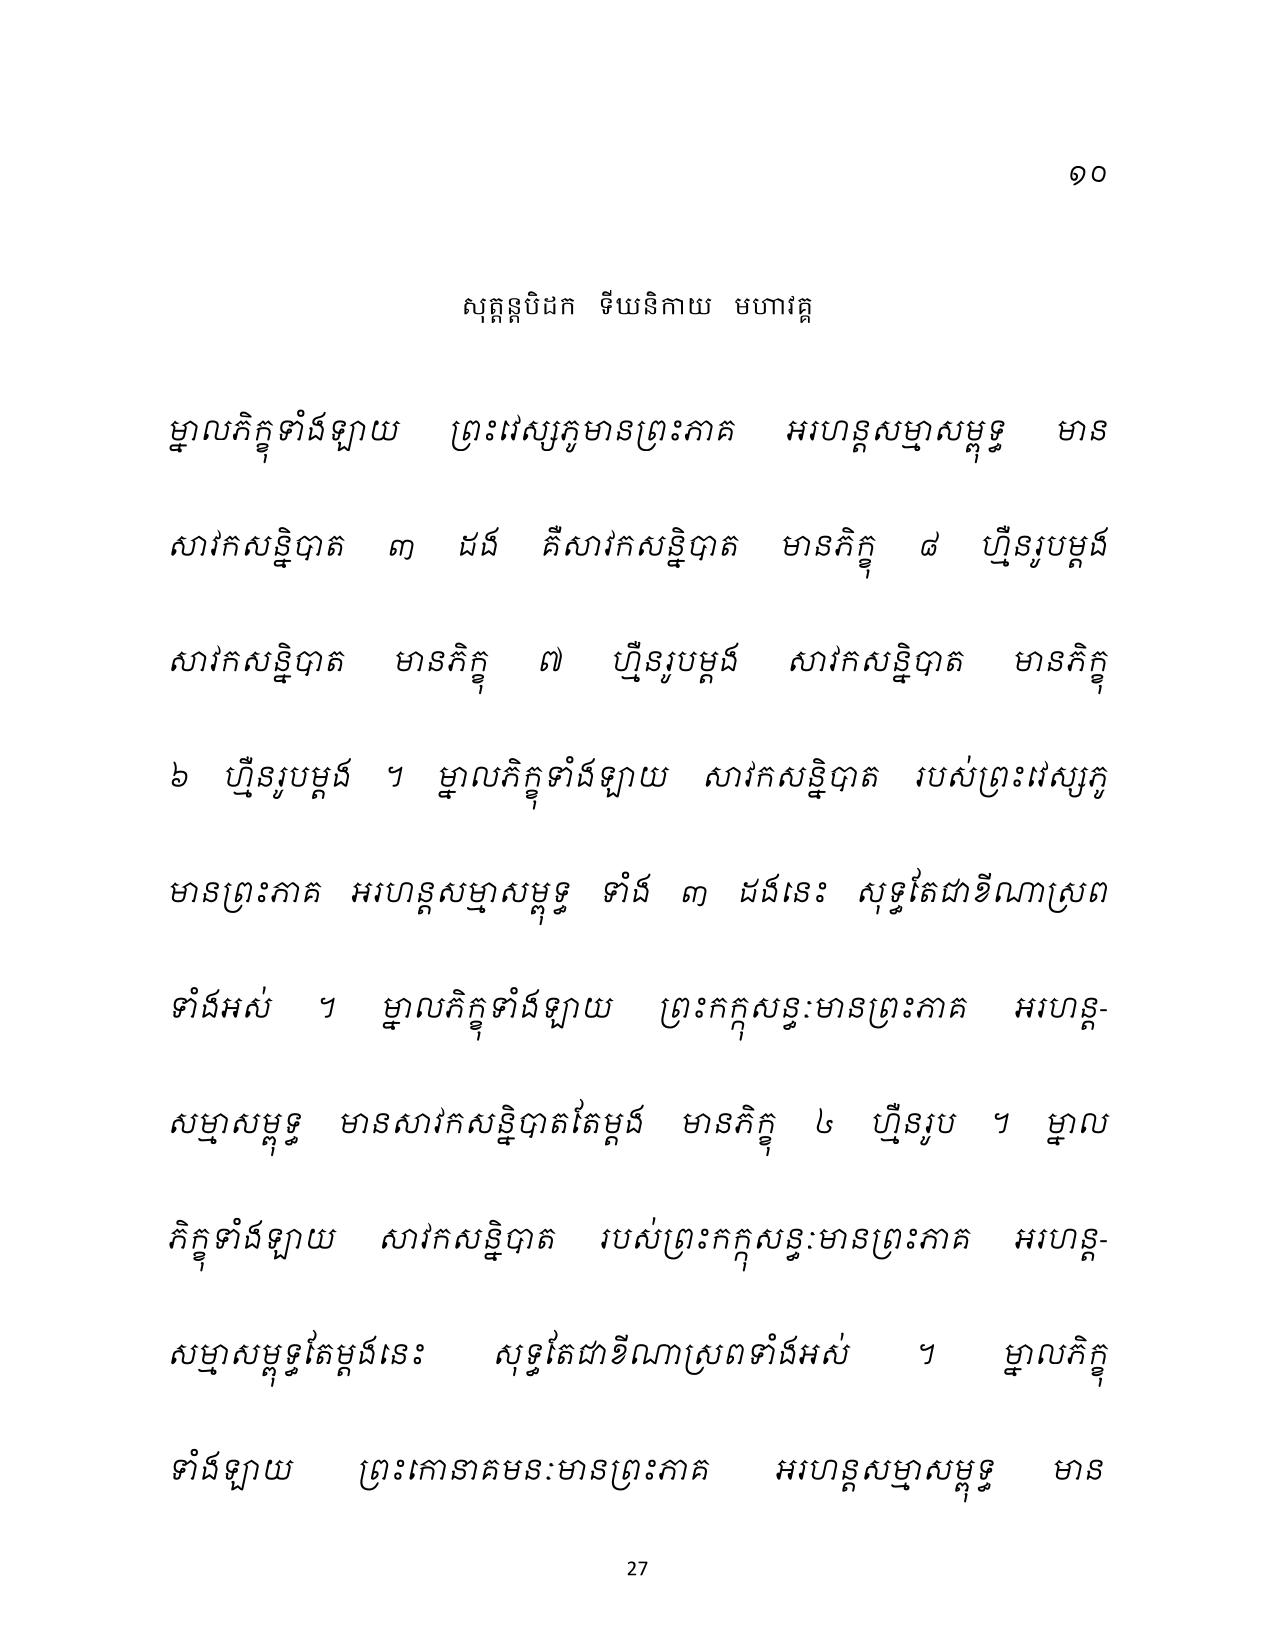 ១០
សុត្តន្តបិដក ទីឃនិកាយ មហាវគ្គ
ម្នាលភិក្ខុទាំងឡាយ ព្រះវេស្សភូមានព្រះភាគ អរហន្តសម្មាសម្ពុទ្ធ មាន
សាវកសន្និបាត ៣ ដង គឺសាវកសន្និបាត មានភិក្ខុ ៨ ហ្មឺនរូបម្តង
សាវកសន្និបាត មានភិក្ខុ ៧ ហ្មឺនរូបម្តង សាវកសន្និបាត មានភិក្ខុ
៦ ហ្មឺនរូបម្តង ។ ម្នាលភិក្ខុទាំងឡាយ សាវកសន្និបាត របស់ព្រះវេស្សភូ
មានព្រះភាគ អរហន្តសម្មាសម្ពុទ្ធ ទាំង ៣ ដងនេះ សុទ្ធតែជាខីណាស្រព
ទាំងអស់ ។ ម្នាលភិក្ខុទាំងឡាយ ព្រះកក្កុសន្ធៈមានព្រះភាគ អរហន្ត-
សម្មាសម្ពុទ្ធ មានសាវកសន្និបាតតែម្តង មានភិក្ខុ ៤ ហ្មឺនរូប ។ ម្នាល
ភិក្ខុទាំងឡាយ សាវកសន្និបាត របស់ព្រះកក្កុសន្ធៈមានព្រះភាគ អរហន្ត-
សម្មាសម្ពុទ្ធតែម្តងនេះ សុទ្ធតែជាខីណាស្រពទាំងអស់ ។ ម្នាលភិក្ខុ
ទាំងឡាយ ព្រះកោនាគមនៈមានព្រះភាគ អរហន្តសម្មាសម្ពុទ្ធ មាន
27